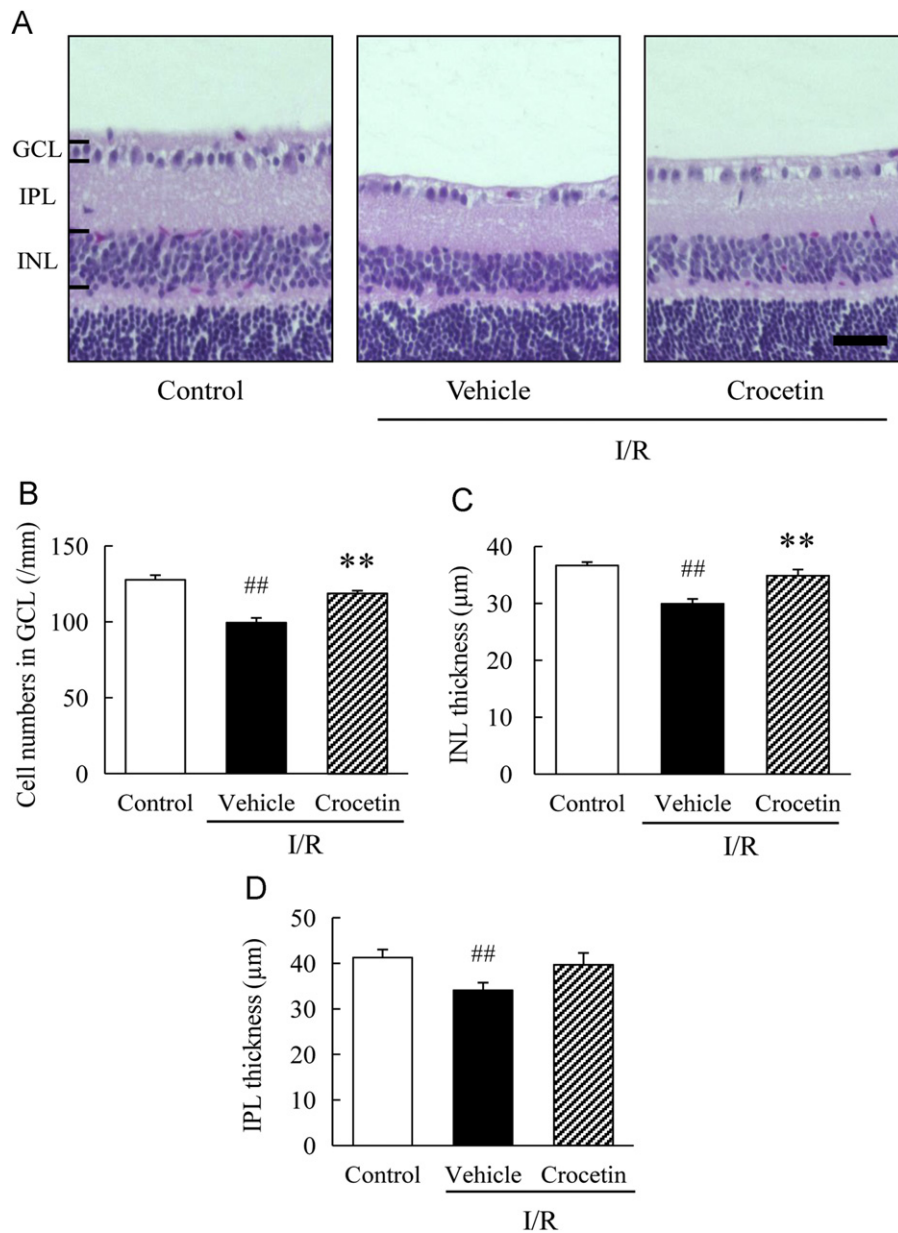 A
GCL
IPL
INL
Control Vehicle Crocetin
I/R
B
Cell numbers in GCL (/mm)
150
100
50
0
##
**
Control Vehicle Crocetin
I/R
C
INL thickness (μm)
40
30
20
10
0
##
**
Control Vehicle Crocetin
I/R
D
IPL thickness (μm)
50
40
30
20
10
0
##
Control Vehicle Crocetin
I/R